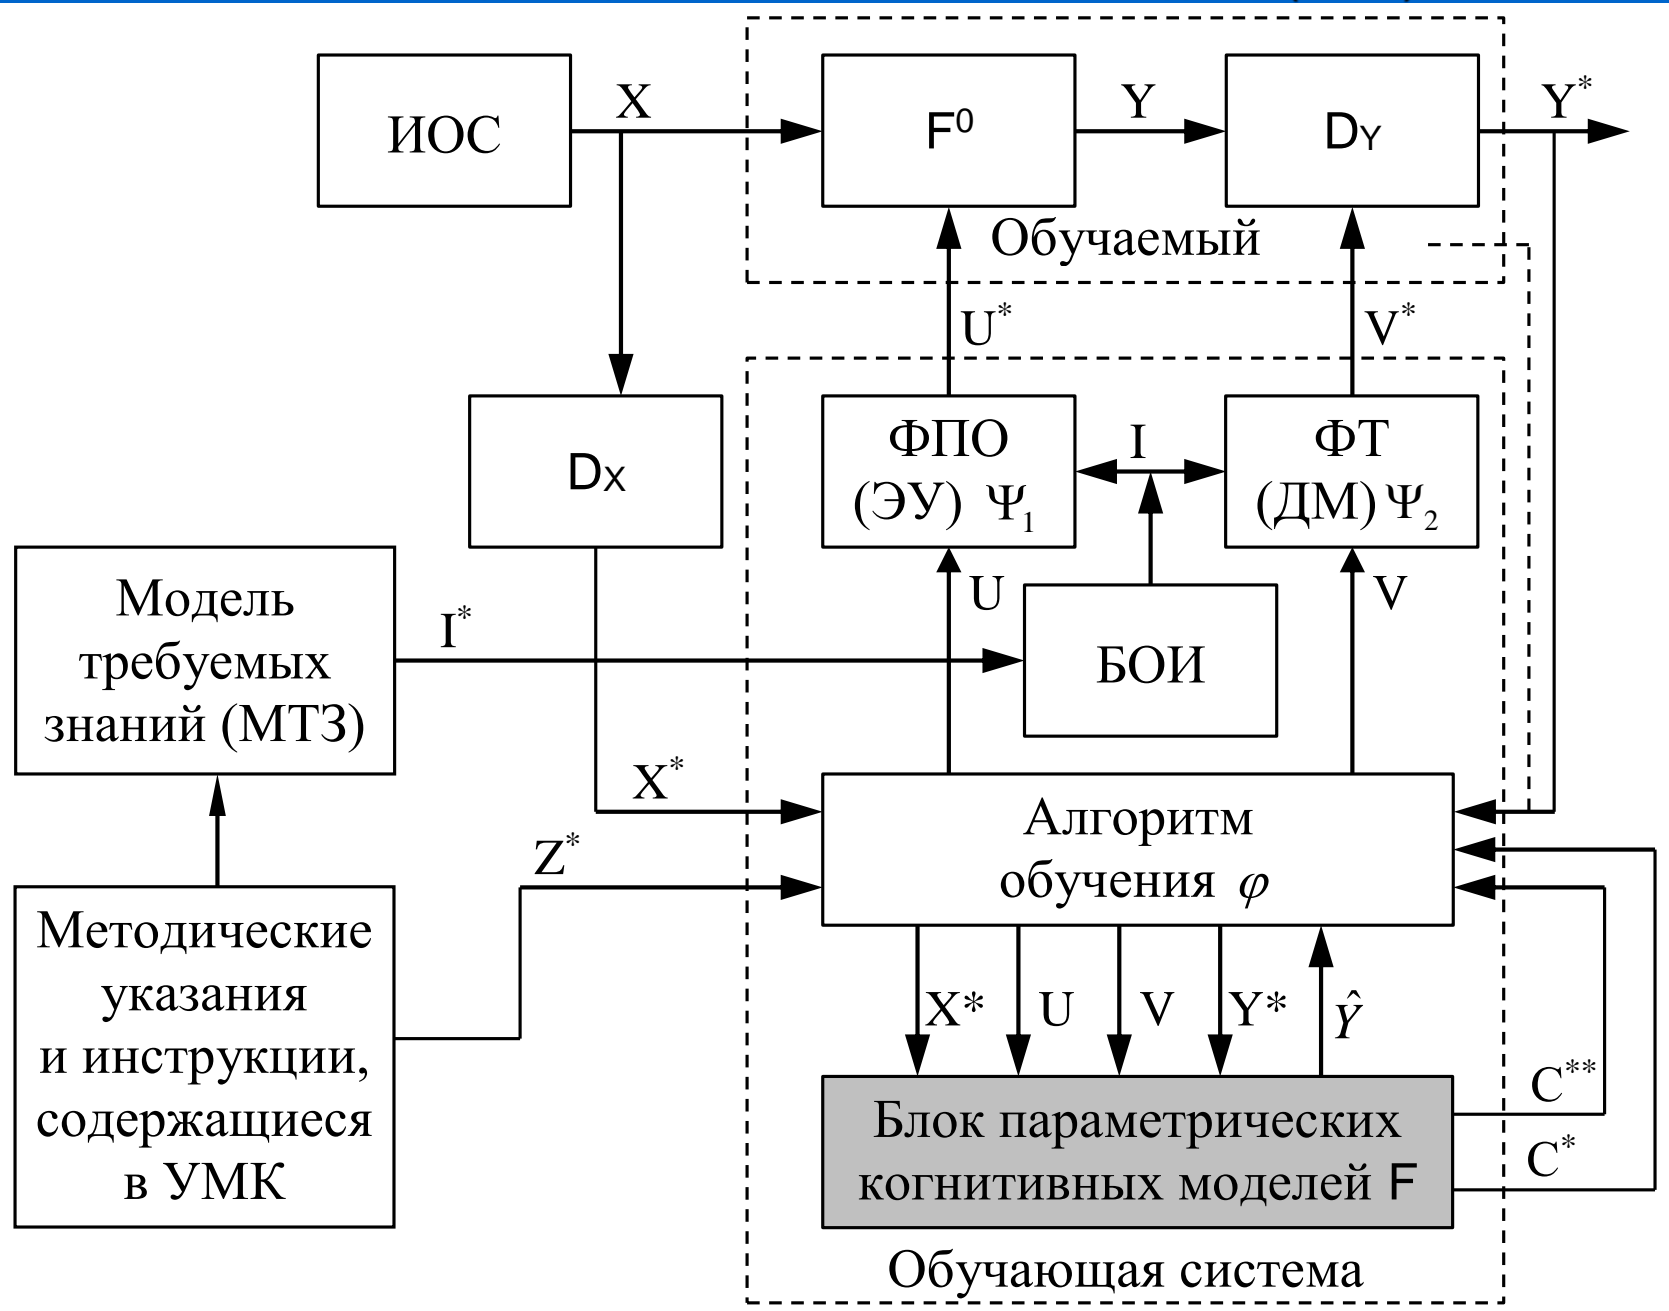 ИОС
X
F⁰
Y
DY
Y*
Обучаемый
U*
V*
DX
ФПО
(ЭУ) Ψ₁
I
ФТ
(ДМ) Ψ₂
Модель
требуемых
знаний (МТЗ)
I*
U
V
БОИ
X*
Z*
Алгоритм
обучения φ
Методические
указания
и инструкции,
содержащиеся
в УМК
X* U V Y* Ŷ
C**
C*
Блок параметрических
когнитивных моделей F
Обучающая система